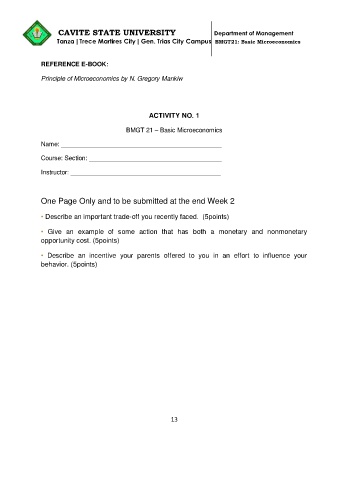 CAVITE STATE UNIVERSITY
Tanza | Trece Martires City | Gen. Trias City Campus
Department of Management
BMGT21: Basic Microeconomics
REFERENCE E-BOOK:
Principle of Microeconomics by N. Gregory Mankiw
ACTIVITY NO. 1
BMGT 21 – Basic Microeconomics
Name: ___________________________________________
Course: Section: ____________________________________
Instructor: _________________________________________
One Page Only and to be submitted at the end Week 2
• Describe an important trade-off you recently faced. (5points)
• Give an example of some action that has both a monetary and nonmonetary
opportunity cost. (5points)
• Describe an incentive your parents offered to you in an effort to influence your
behavior. (5points)
13